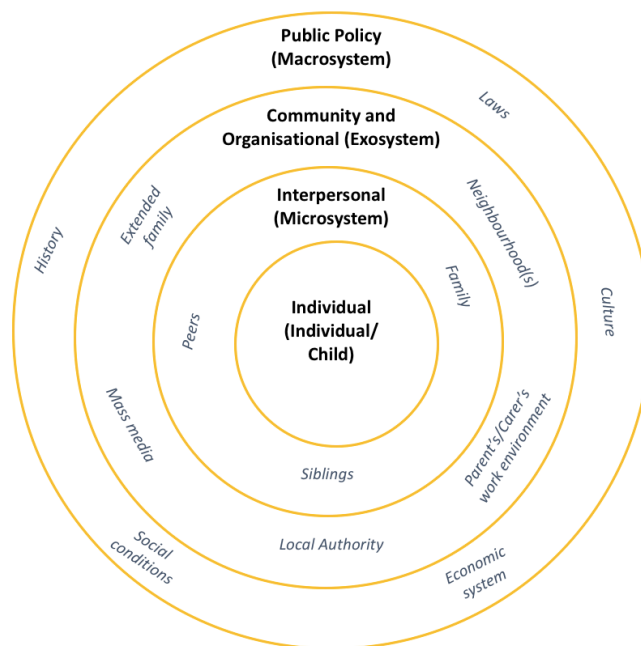 Public Policy
(Macrosystem)
Laws
Community and
Organisational (Exosystem)
Interpersonal
(Microsystem)
Extended
family
Neighbourhood(s)
History
Family
Culture
Individual
(Individual/
Child)
Peers
Mass media
Parent's/Carer's
work environment
Siblings
Local Authority
Social
conditions
Economic
system